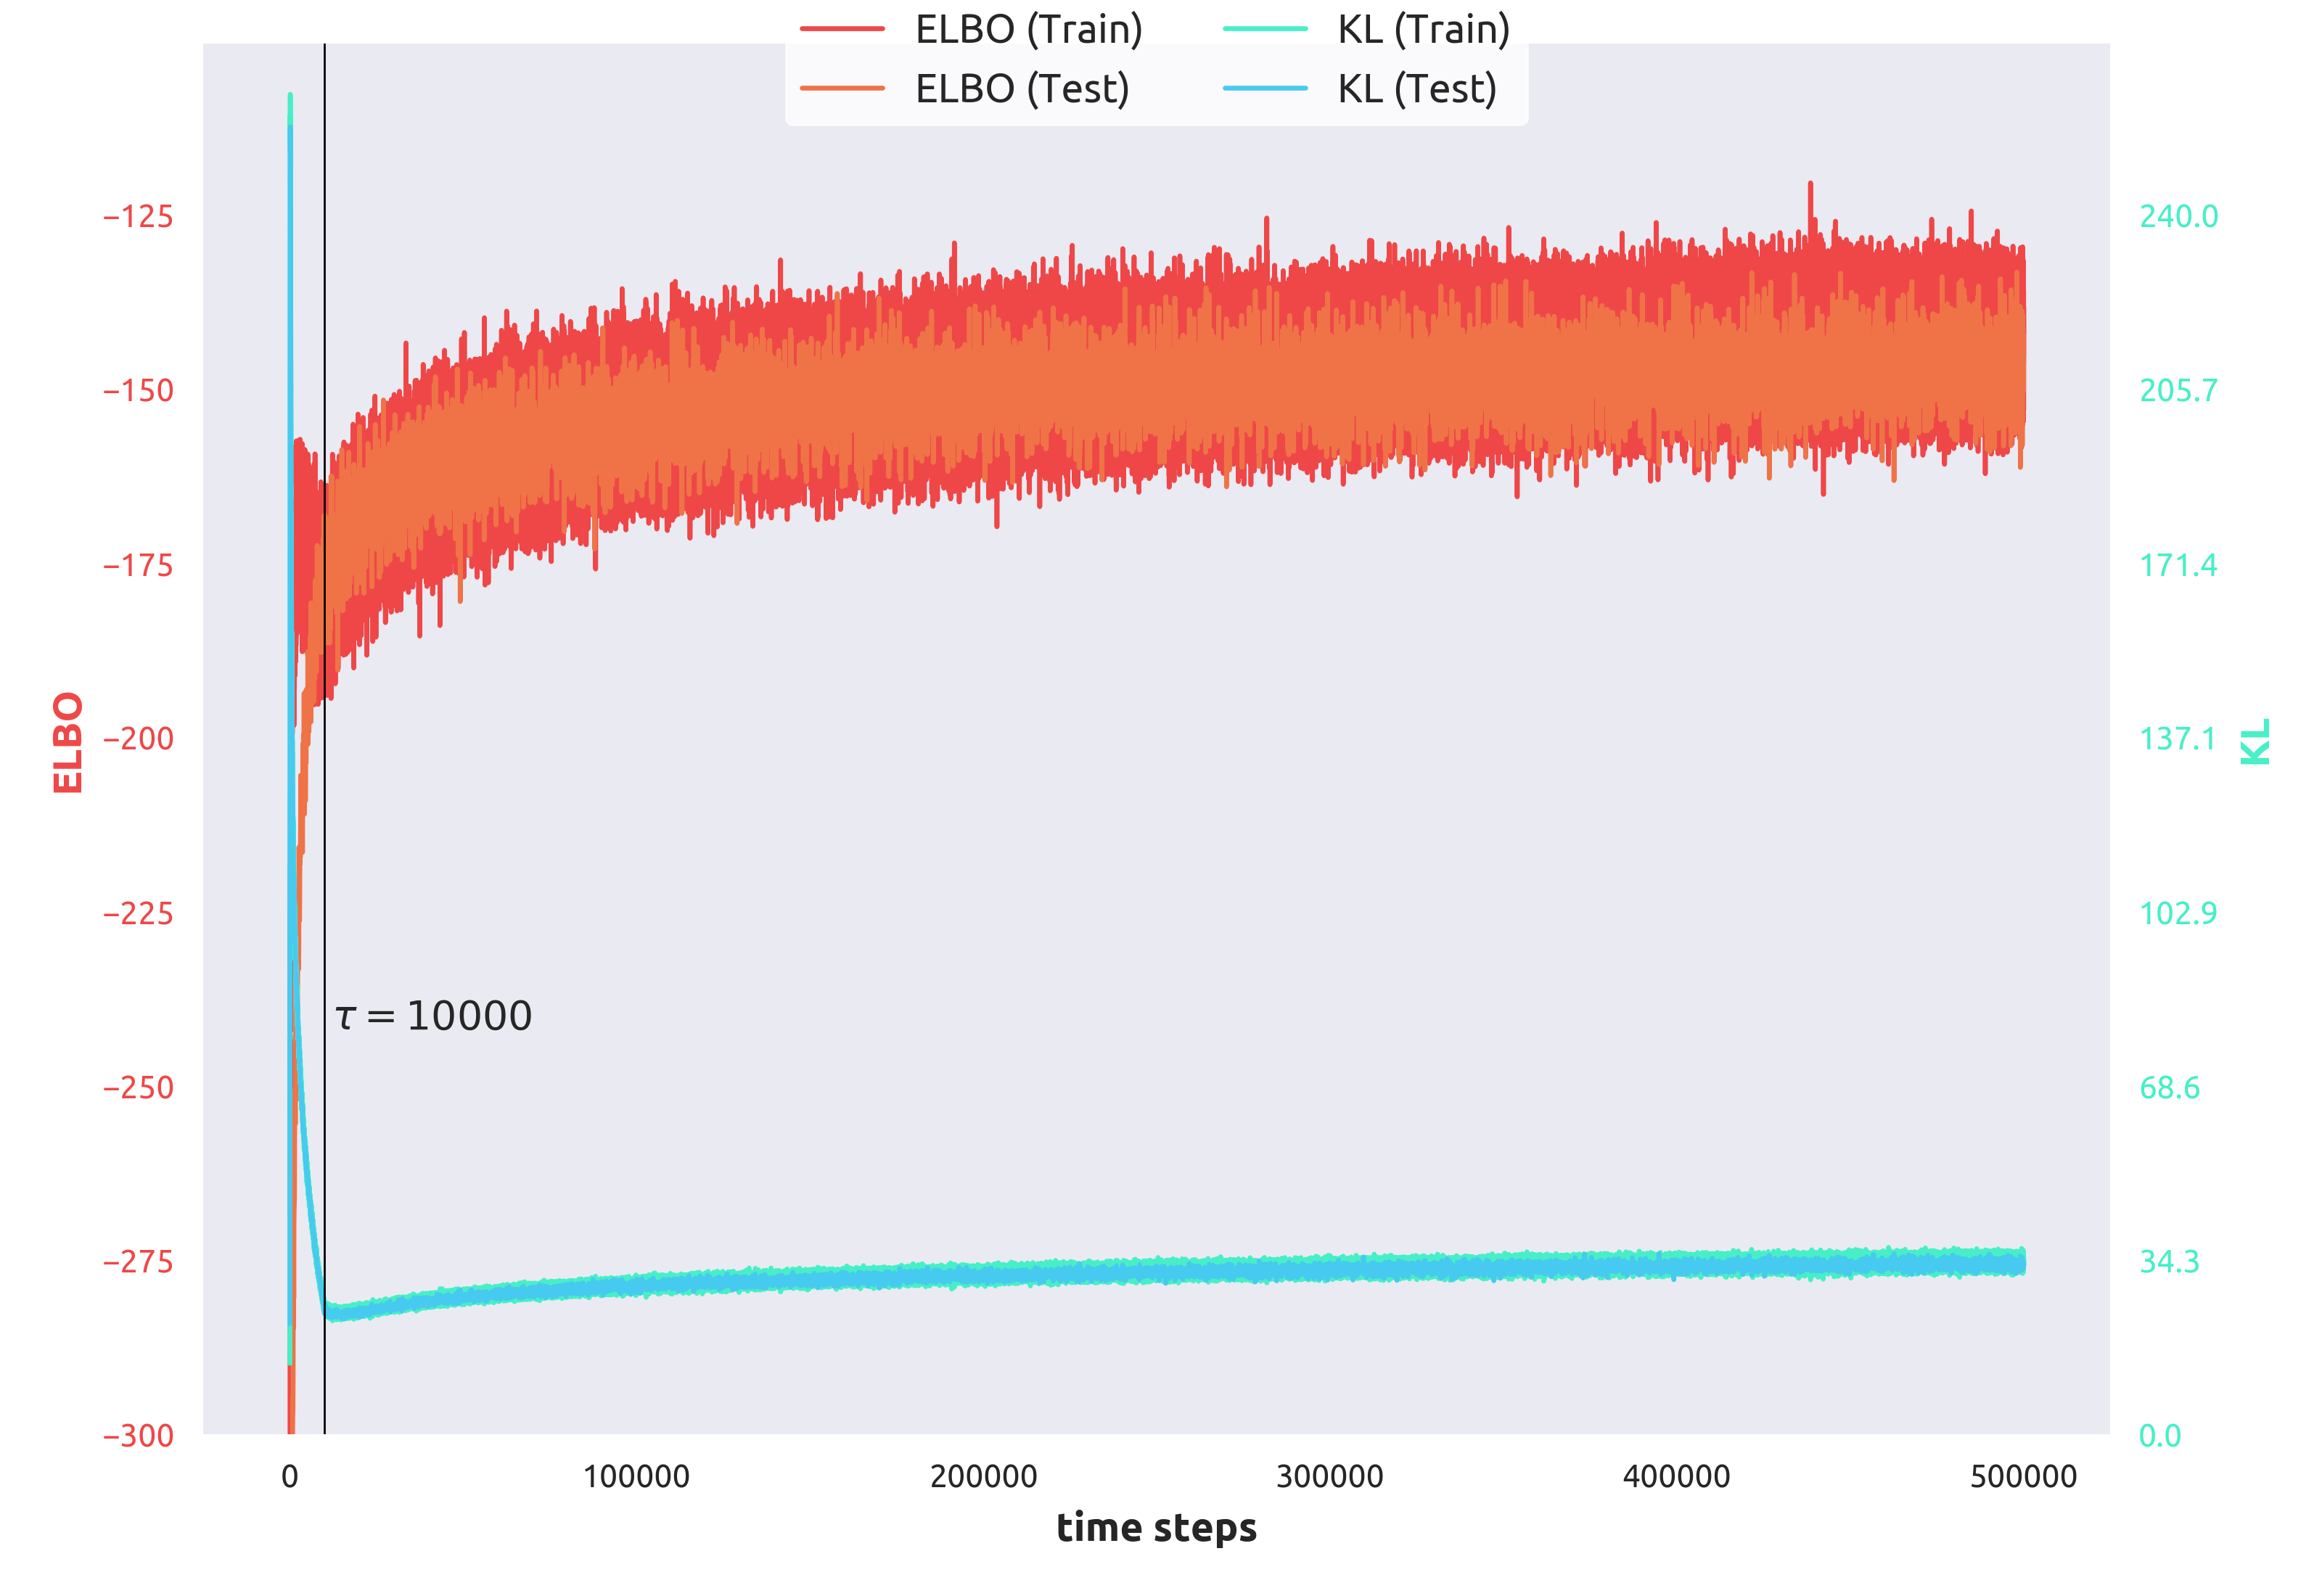 ELBO (Train) KL (Train)
ELBO (Test) KL (Test)
−125 240.0
−150 205.7
−175 171.4
ELBO
−200 137.1
KL
−225 102.9
τ = 10000
−250 68.6
−275 34.3
−300 0.0
0 100000 200000 300000 400000 500000
time steps